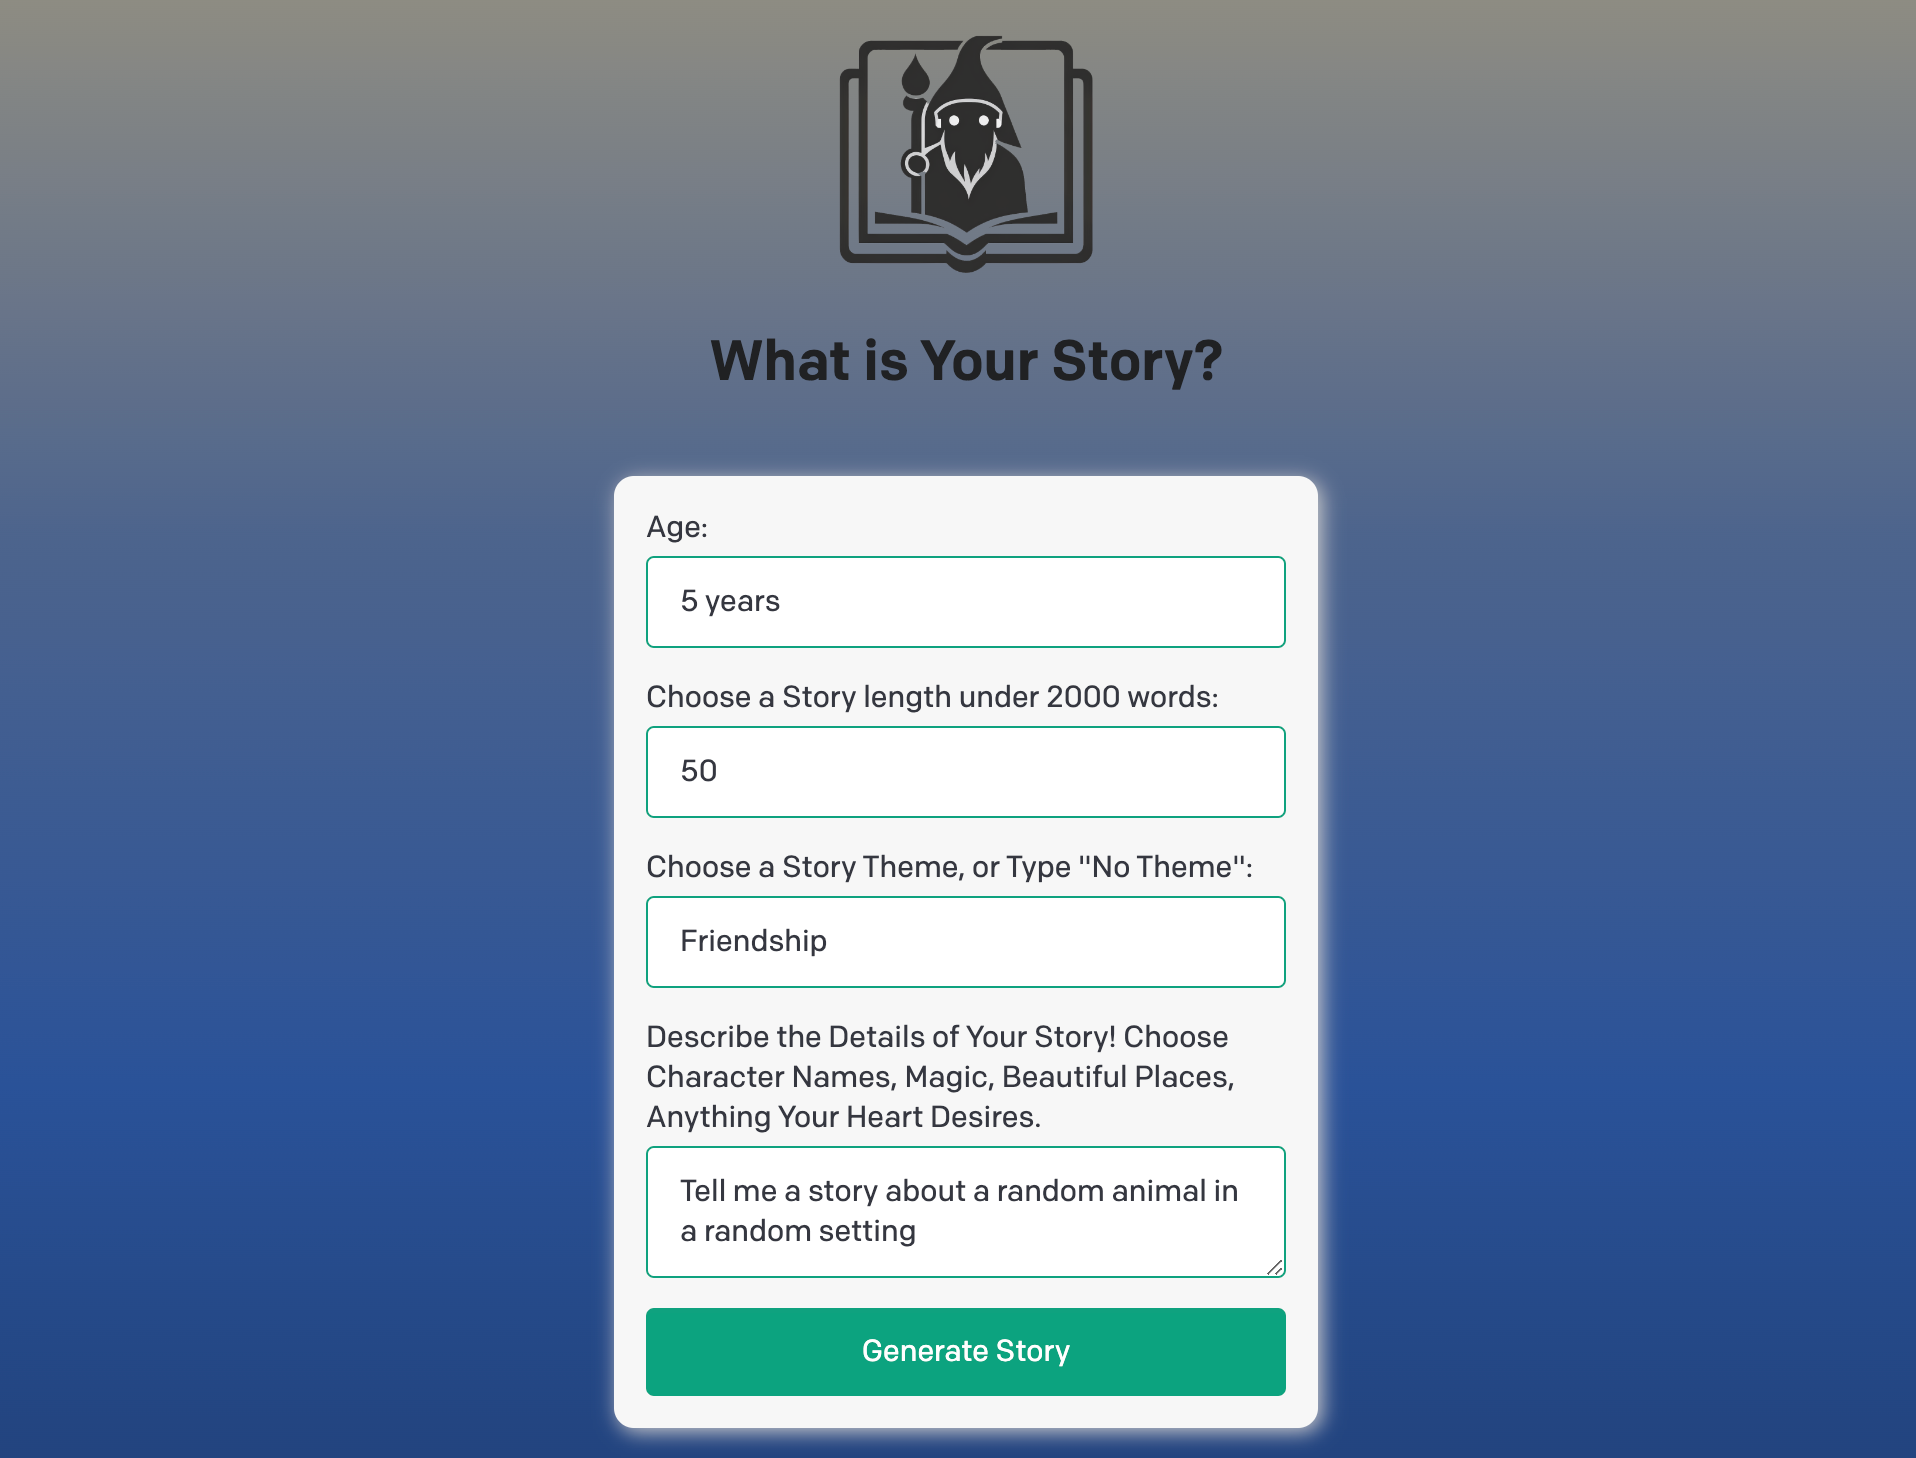 What is Your Story?
Age:
5 years
Choose a Story length under 2000 words:
50
Choose a Story Theme, or Type "No Theme":
Friendship
Describe the Details of Your Story! Choose
Character Names, Magic, Beautiful Places,
Anything Your Heart Desires.
Tell me a story about a random animal in
a random setting
Generate Story